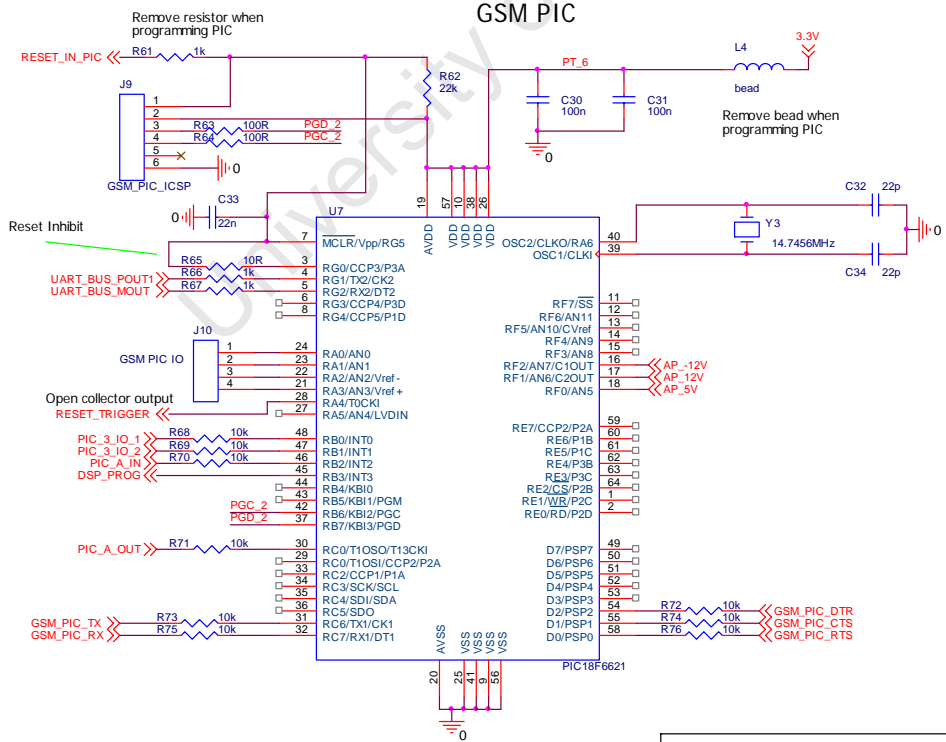 GSM PIC
Remove resistor when
programming PIC
RESET_IN_PIC
R61
1k
J9
1
2
3
4
5
6
GSM_PIC_ICSP
R63
100R
PGD_2
R64
100R
PGC_2
0
R62
22k
PT_6
C30
100n
C31
100n
0
L4
bead
3.3V
Remove bead when
programming PIC
University
0
C33
22n
Reset Inhibit
U7
19
57
10
38
26
AVDD
VDD
VDD
VDD
VDD
7 MCLR/Vpp/RG5
R65 10R 3 RG0/CCP3/P3A
UART_BUS_POUT1 R66 1k 4 RG1/TX2/CK2
UART_BUS_MOUT R67 1k 5 RG2/RX2/DT2
6 RG3/CCP4/P3D
8 RG4/CCP5/P1D
J10
GSM PIC IO
1 24 RA0/AN0
2 23 RA1/AN1
3 22 RA2/AN2/Vref-
4 21 RA3/AN3/Vref+
Open collector output
RESET_TRIGGER 28 RA4/T0CKI
27 RA5/AN4/LVDIN
PIC_3_IO_1 R68 10k 48 RB0/INT0
PIC_3_IO_2 R69 10k 47 RB1/INT1
PIC_A_IN R70 10k 46 RB2/INT2
DSP_PROG 45 RB3/INT3
44 RB4/KBI0
43 RB5/KBI1/PGM
PGC_2 42 RB6/KBI2/PGC
PGD_2 37 RB7/KBI3/PGD
PIC_A_OUT R71 10k 30 RC0/T1OSO/T13CKI
29 RC0/T1OSI/CCP2/P2A
33 RC2/CCP1/P1A
34 RC3/SCK/SCL
35 RC4/SDI/SDA
36 RC5/SDO
GSM_PIC_TX R73 10k 31 RC6/TX1/CK1
GSM_PIC_RX R75 10k 32 RC7/RX1/DT1
OSC2/CLKO/RA6 40
OSC1/CLKI 39
C32 22p
Y3
14.7456MHz
C34 22p
0
RF7/SS 11
RF6/AN11 12
RF5/AN10/CVref 13
RF4/AN9 14
RF3/AN8 15
RF2/AN7/C1OUT 16 AP_-12V
RF1/AN6/C2OUT 17 AP_12V
RF0/AN5 18 AP_5V
RE7/CCP2/P2A 59
RE6/P1B 60
RE5/P1C 61
RE4/P3B 62
RE3/P3C 63
RE2/CS/P2B 64
RE1/WR/P2C 1
RE0/RD/P2D 2
D7/PSP7 49
D6/PSP6 50
D5/PSP5 51
D4/PSP4 52
D3/PSP3 53
D2/PSP2 54 R72 10k GSM_PIC_DTR
D1/PSP1 55 R74 10k GSM_PIC_CTS
D0/PSP0 58 R76 10k GSM_PIC_RTS
AVSS
VSS
VSS
VSS
VSS
20
25
41
9
56
PIC18F6621
0